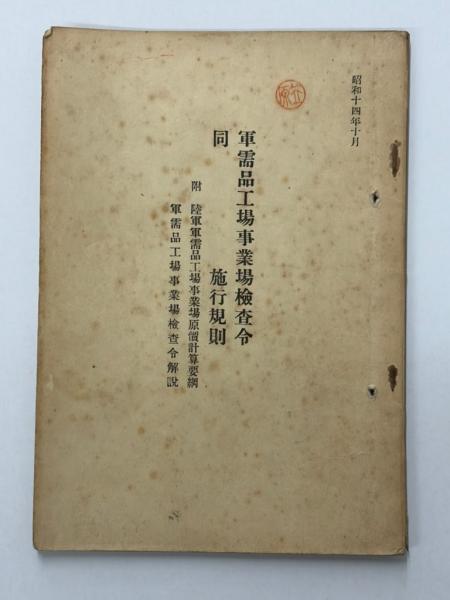 昭和十四年十月
軍需品工場事業場檢査令
同 施行規則
附 陸軍軍需品工場事業場原價計算要綱
軍需品工場事業場檢査令解說